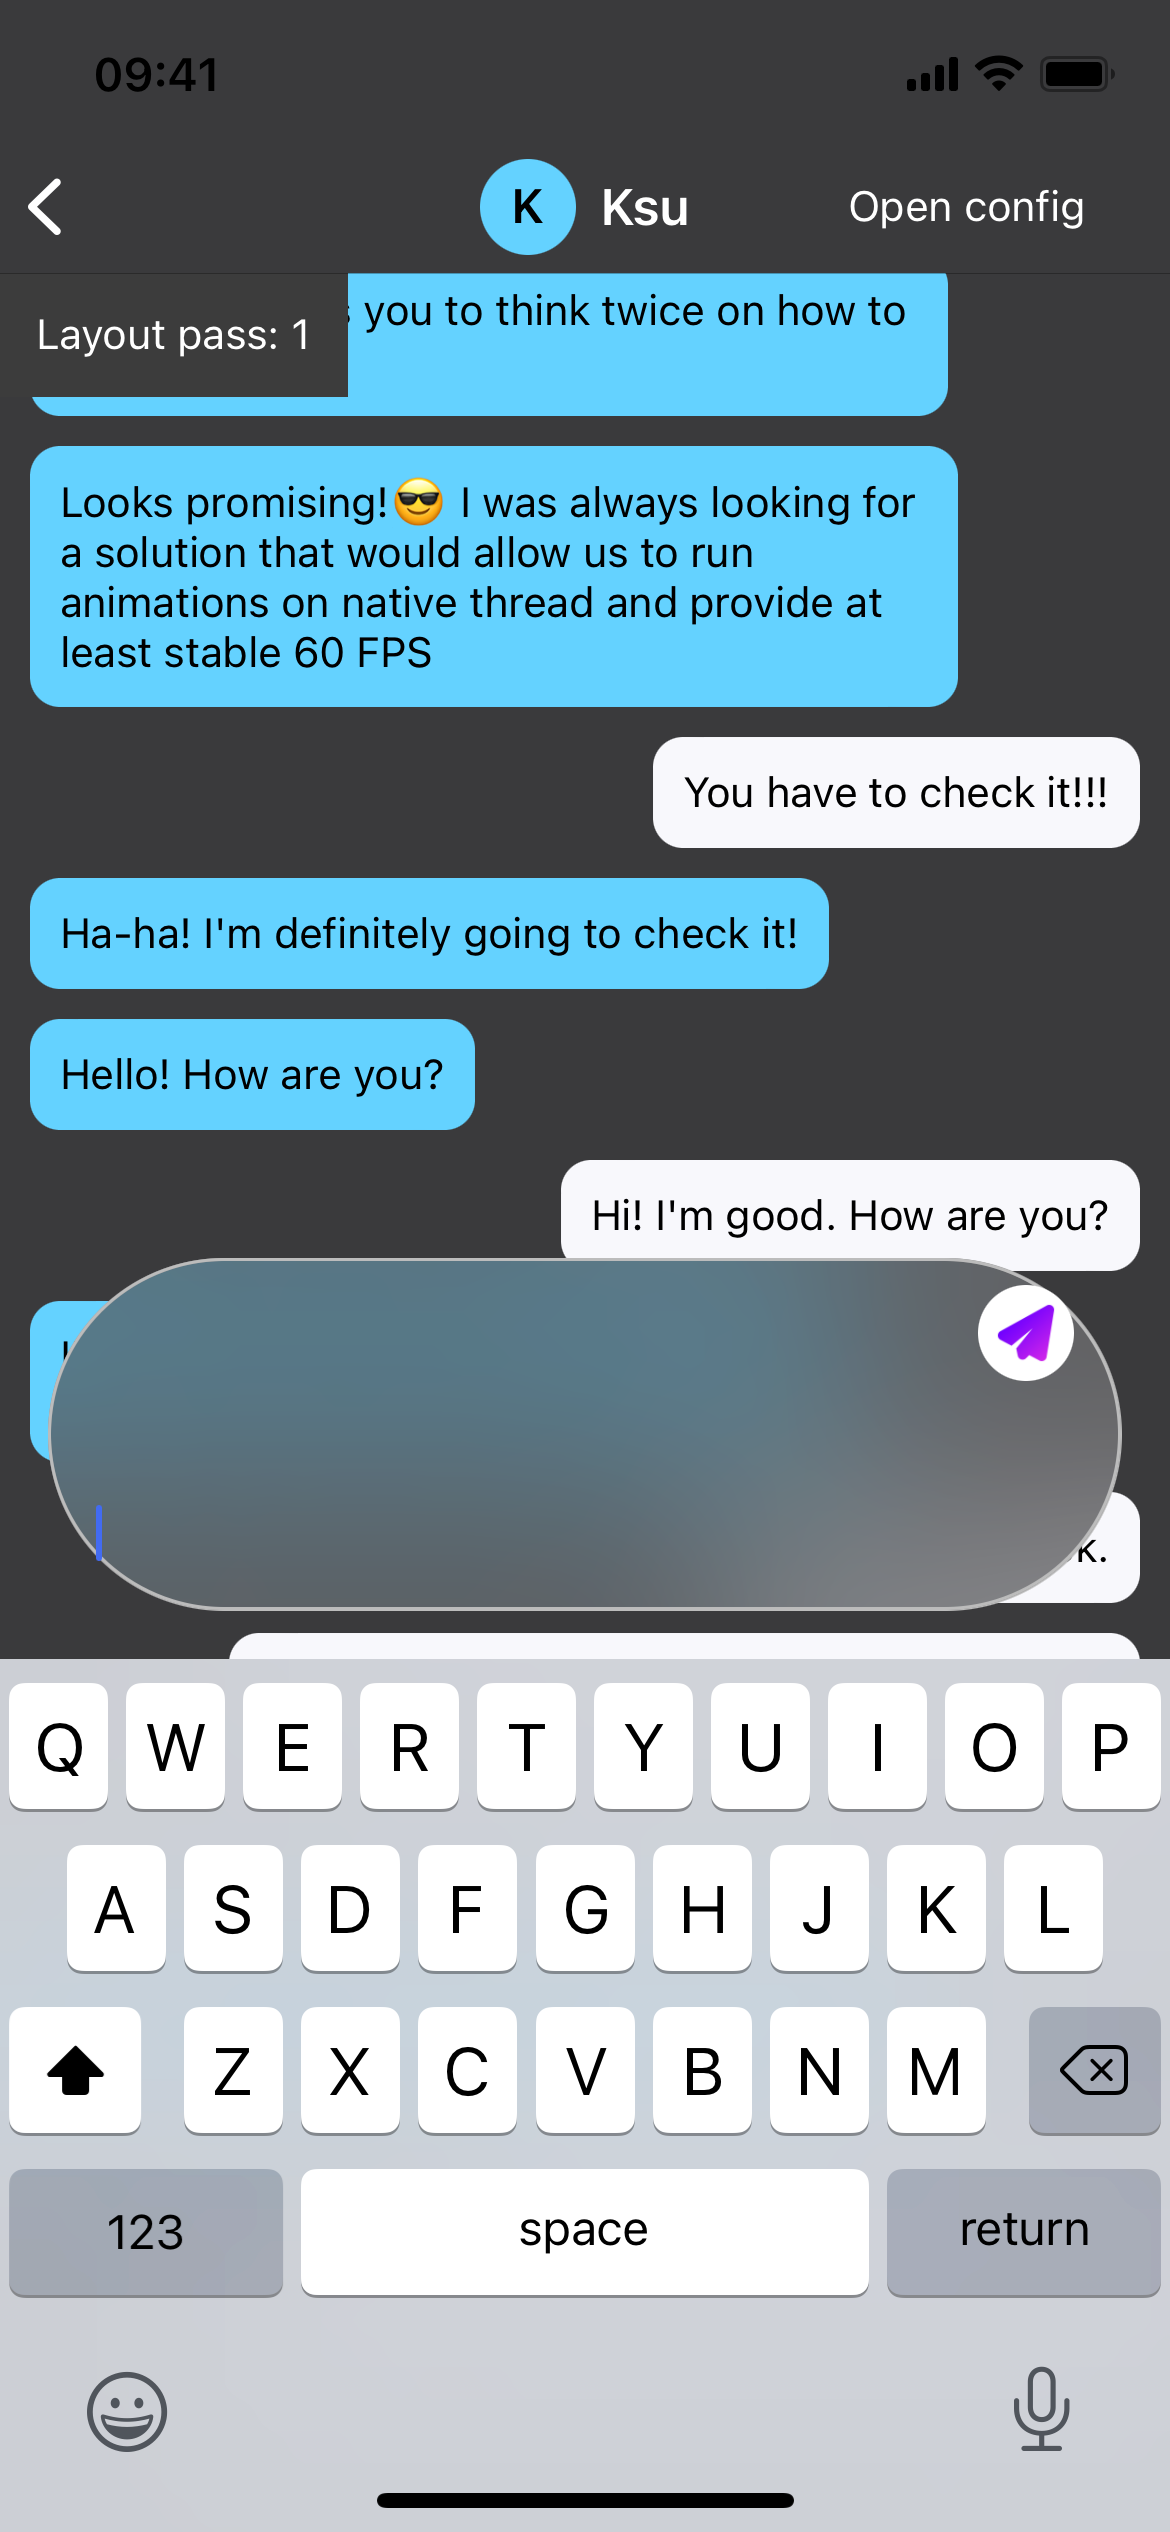 09:41
K Ksu Open config
Layout pass: 1
you to think twice on how to
Looks promising!😎 I was always looking for
a solution that would allow us to run
animations on native thread and provide at
least stable 60 FPS
You have to check it!!!
Ha-ha! I'm definitely going to check it!
Hello! How are you?
Hi! I'm good. How are you?
Q W E R T Y U I O P
A S D F G H J K L
Z X C V B N M
123 space return